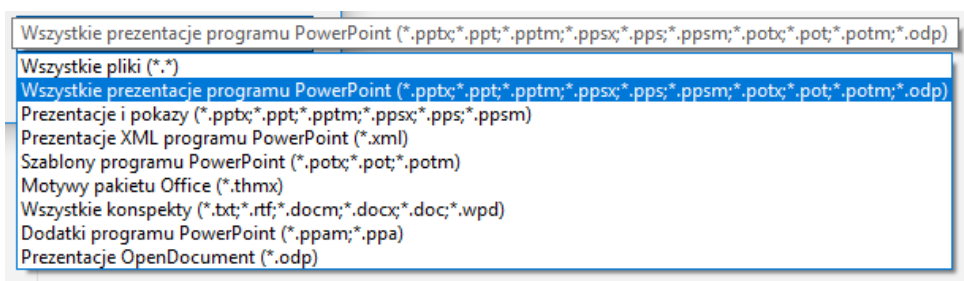 Wszystkie prezentacje programu PowerPoint (*.pptx;*.ppt;*.pptm;*.ppsx;*.pps;*.ppsm;*.potx;*.pot;*.potm;*.odp)
Wszystkie pliki (*.*)
Wszystkie prezentacje programu PowerPoint (*.pptx;*.ppt;*.pptm;*.ppsx;*.pps;*.ppsm;*.potx;*.pot;*.potm;*.odp)
Prezentacje i pokazy (*.pptx;*.ppt;*.pptm;*.ppsx;*.pps;*.ppsm)
Prezentacje XML programu PowerPoint (*.xml)
Szablony programu PowerPoint (*.potx;*.pot;*.potm)
Motywy pakietu Office (*.thmx)
Wszystkie konspekty (*.txt;*.rtf;*.docm;*.docx;*.doc;*.wpd)
Dodatki programu PowerPoint (*.ppam;*.ppa)
Prezentacje OpenDocument (*.odp)